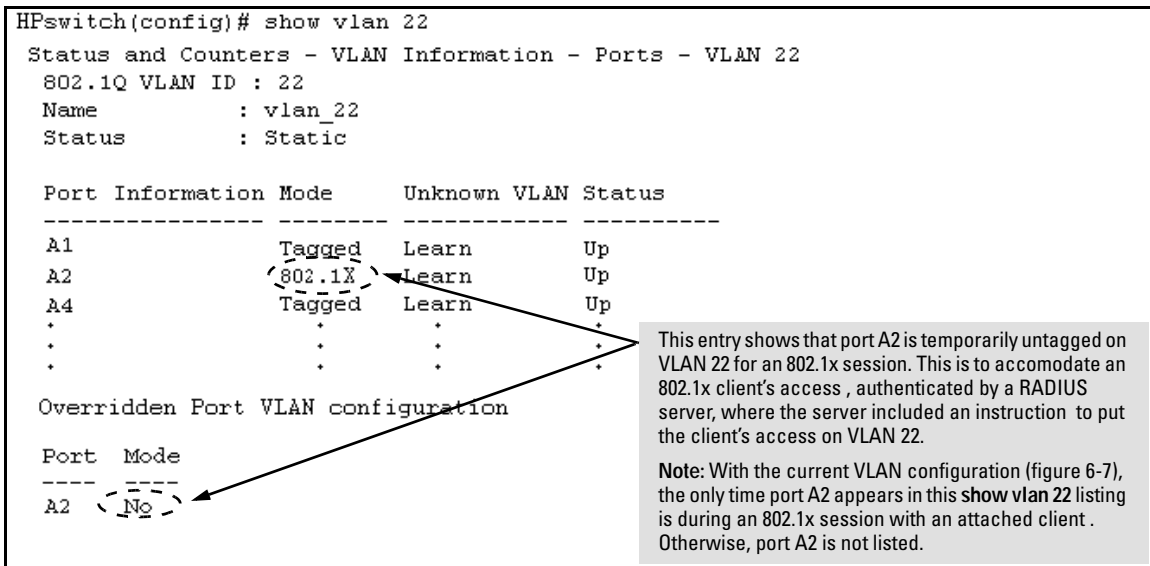 HPswitch(config)# show vlan 22
Status and Counters - VLAN Information - Ports - VLAN 22
802.1Q VLAN ID : 22
Name : vlan_22
Status : Static
Port Information Mode Unknown VLAN Status
---------------- -------- ------------ ----------
A1 Tagged Learn Up
A2 802.1X Learn Up
A4 Tagged Learn Up
Overridden Port VLAN configuration
Port Mode
---- ----
A2 No
This entry shows that port A2 is temporarily untagged on
VLAN 22 for an 802.1x session. This is to accomodate an
802.1x client's access , authenticated by a RADIUS
server, where the server included an instruction to put
the client's access on VLAN 22.
Note: With the current VLAN configuration (figure 6-7),
the only time port A2 appears in this show vlan 22 listing
is during an 802.1x session with an attached client .
Otherwise, port A2 is not listed.